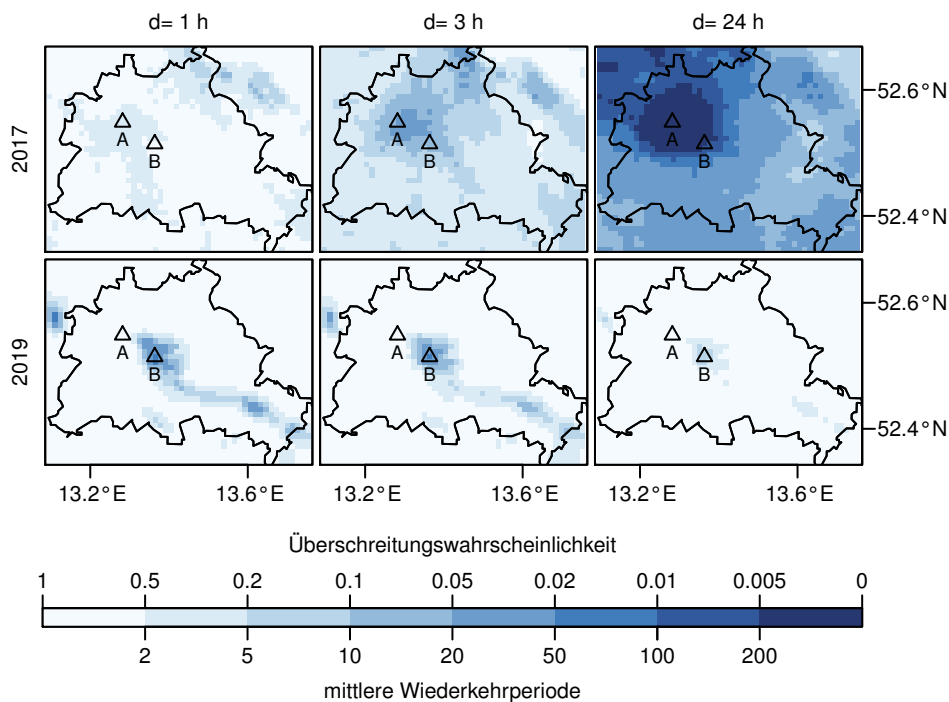 d= 1 h d= 3 h d= 24 h
2017
A
B
A
B
A
B
52.6°N
52.4°N
2019
A
B
A
B
A
B
52.6°N
52.4°N
13.2°E 13.6°E 13.2°E 13.6°E 13.2°E 13.6°E
Überschreitungswahrscheinlichkeit
1 0.5 0.2 0.1 0.05 0.02 0.01 0.005 0
2 5 10 20 50 100 200
mittlere Wiederkehrperiode